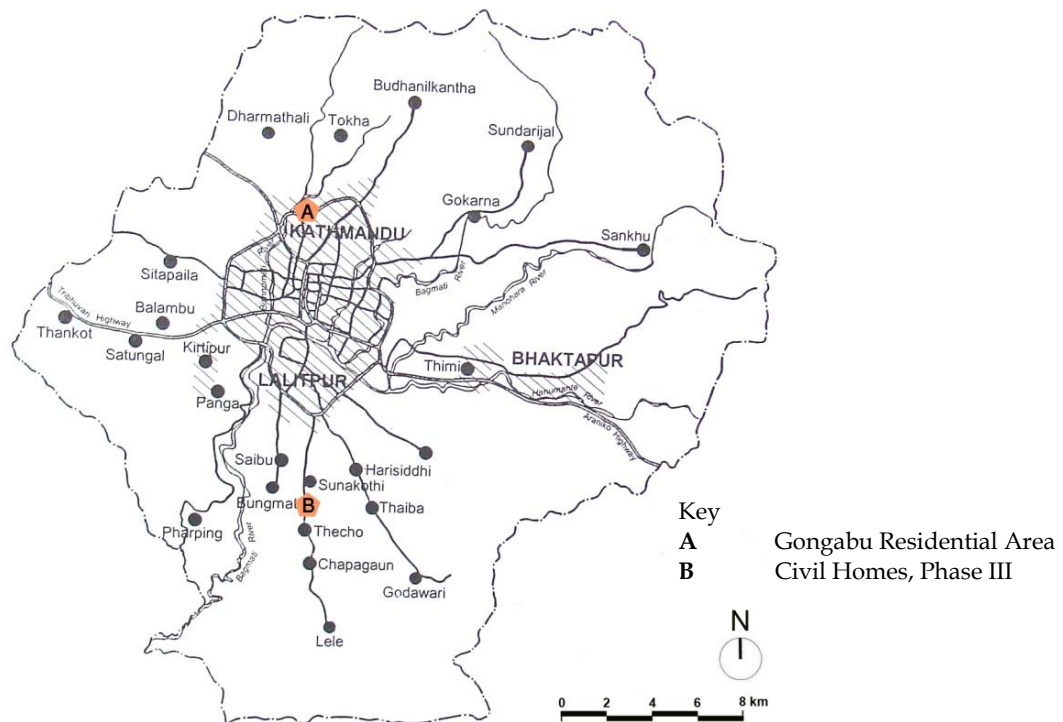 Budhanilkantha
Dharmathali
Tokha
Sundarijal
A
Gokarna
KATHMANDU
Sankhu
Sitapaila
Bagmati River
Manohara River
Tribhuvan Highway
Balambu
Thankot
Satungal
Kirtipur
BHAKTAPUR
Thimi
LALITPUR
Panga
Hanumante River
Araniko Highway
Saibu
Harisiddhi
Sunakothi
Bungmat
B
Thaiba
Pharping
Thecho
Bagmati River
Chapagaun
Godawari
Lele
Key
A Gongabu Residential Area
B Civil Homes, Phase III
N
0 2 4 6 8 km